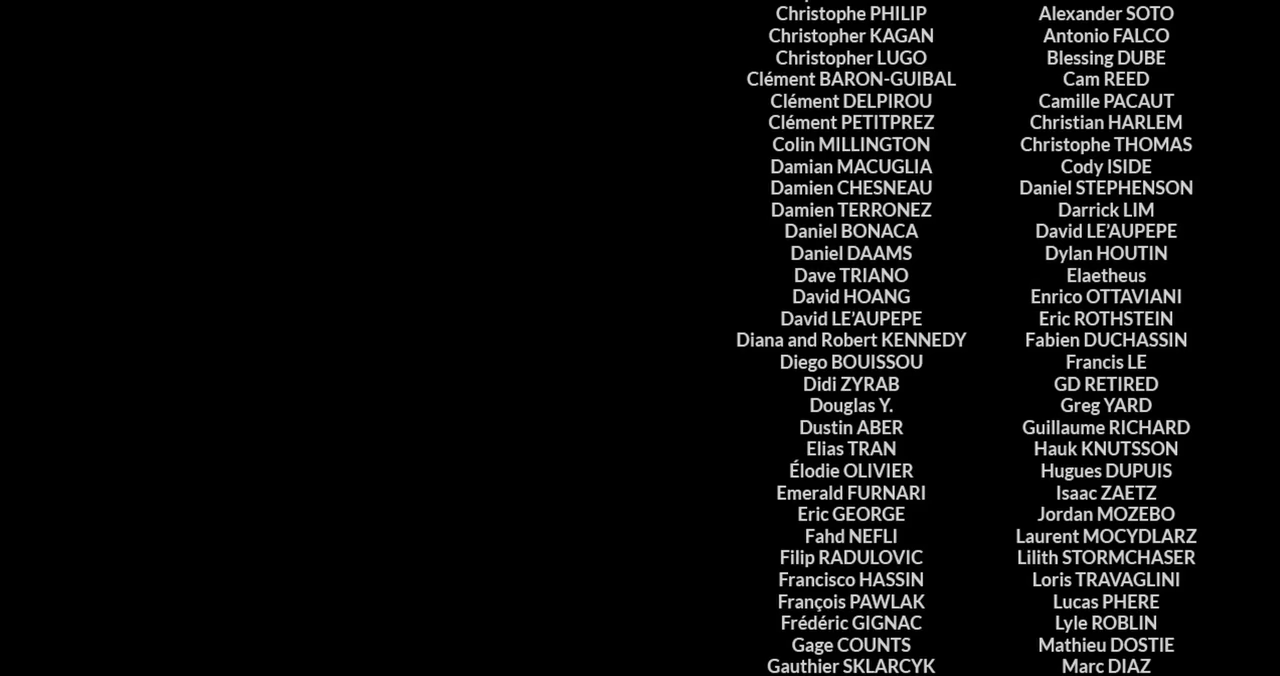 Christophe PHILIP
Christopher KAGAN
Christopher LUGO
Clément BARON-GUIBAL
Clément DELPIROU
Clément PETITPREZ
Colin MILLINGTON
Damian MACUGLIA
Damien CHESNEAU
Damien TERRONEZ
Daniel BONACA
Daniel DAAMS
Dave TRIANO
David HOANG
David LE’AUPEPE
Diana and Robert KENNEDY
Diego BOUISSOU
Didi ZYRAB
Douglas Y.
Dustin ABER
Elias TRAN
Élodie OLIVIER
Emerald FURNARI
Eric GEORGE
Fahd NEFLI
Filip RADULOVIC
Francisco HASSIN
François PAWLAK
Frédéric GIGNAC
Gage COUNTS
Gauthier SKLARCYK
Alexander SOTO
Antonio FALCO
Blessing DUBE
Cam REED
Camille PACAUT
Christian HARLEM
Christophe THOMAS
Cody ISIDE
Daniel STEPHENSON
Darrick LIM
David LE’AUPEPE
Dylan HOUTIN
Elaetheus
Enrico OTTAVIANI
Eric ROTHSTEIN
Fabien DUCHASSIN
Francis LE
GD RETIRED
Greg YARD
Guillaume RICHARD
Hauk KNUTSSON
Hugues DUPUIS
Isaac ZAETZ
Jordan MOZEBO
Laurent MOCYDLARZ
Lilith STORMCHASER
Loris TRAVAGLINI
Lucas PHERE
Lyle ROBLIN
Mathieu DOSTIE
Marc DIAZ